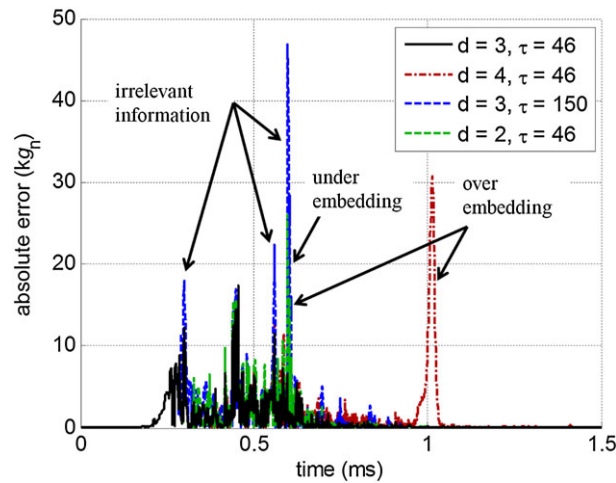 50
40
30
20
10
0
absolute error (kgₙ)
0
0.5
1
1.5
time (ms)
d = 3, τ = 46
d = 4, τ = 46
d = 3, τ = 150
d = 2, τ = 46
irrelevant
information
under
embedding
over
embedding